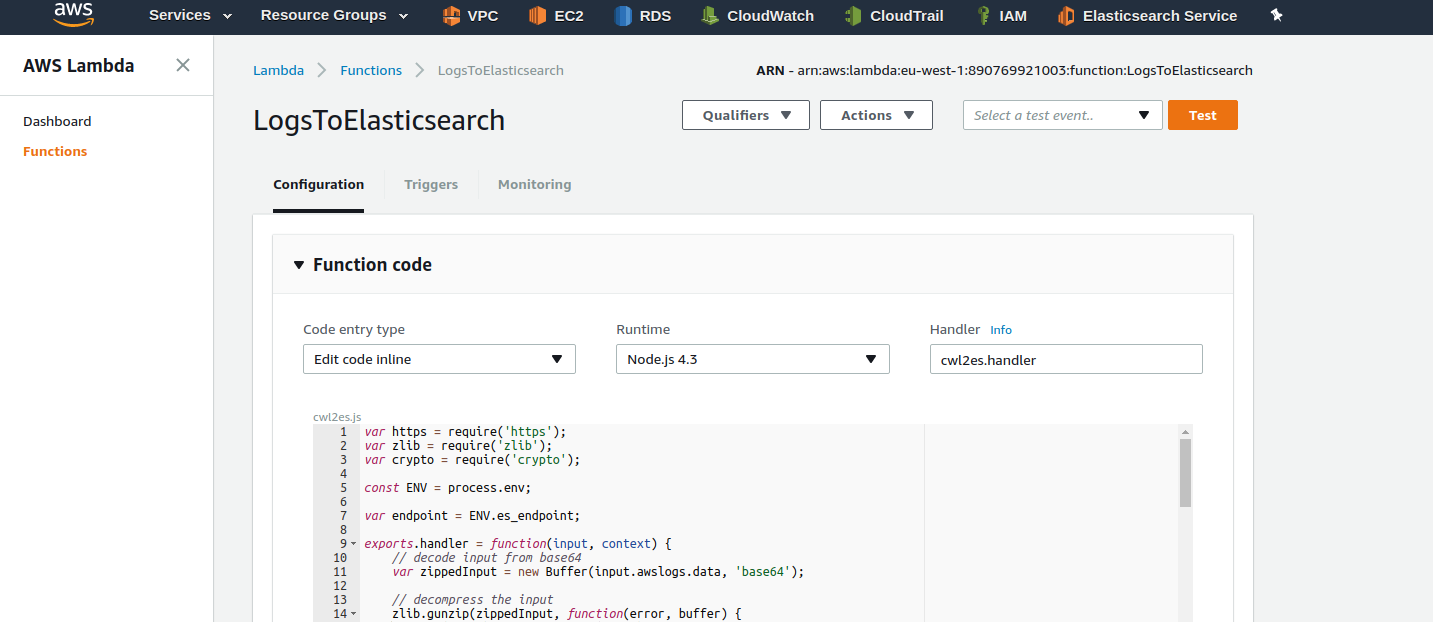 aws Services Resource Groups VPC EC2 RDS CloudWatch CloudTrail IAM Elasticsearch Service
AWS Lambda
Dashboard
Functions
Lambda Functions LogsToElasticsearch ARN - arn:aws:lambda:eu-west-1:890769921003:function:LogsToElasticsearch
LogsToElasticsearch Qualifiers Actions Select a test event.. Test
Configuration Triggers Monitoring
Function code
Code entry type Runtime Handler Info
Edit code inline Node.js 4.3 cwl2es.handler
cwl2es.js
1 var https = require('https');
2 var zlib = require('zlib');
3 var crypto = require('crypto');
4
5 const ENV = process.env;
6
7 var endpoint = ENV.es_endpoint;
8
9 exports.handler = function(input, context) {
10 // decode input from base64
11 var zippedInput = new Buffer(input.awslogs.data, 'base64');
12
13 // decompress the input
14 zlib.gunzip(zippedInput, function(error, buffer) {